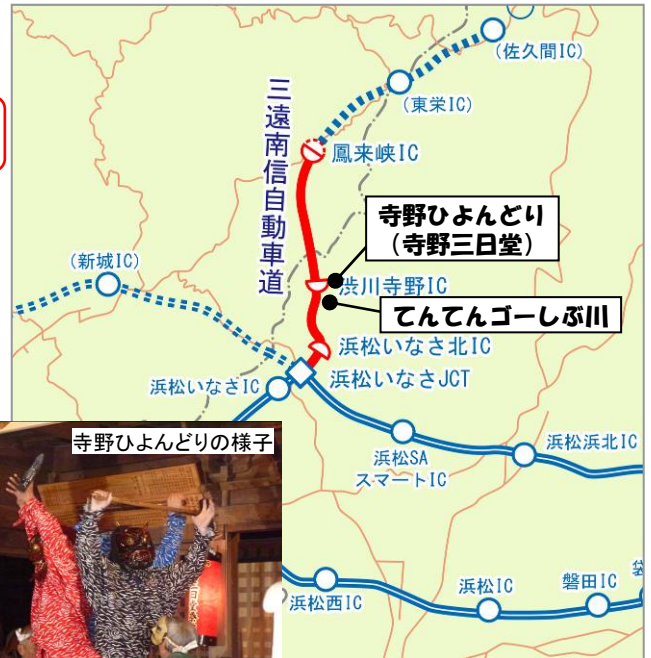 (佐久間IC)
(東栄IC)
三遠南信自動車道
鳳来峡IC
寺野ひよんどり
(寺野三日堂)
(新城IC)
渋川寺野IC
てんてんゴーしぶ川
浜松いなさ北IC
浜松いなさIC
浜松いなさJCT
浜松SA
スマートIC
浜松浜北IC
寺野ひよんどりの様子
浜松西IC
浜松IC
磐田IC